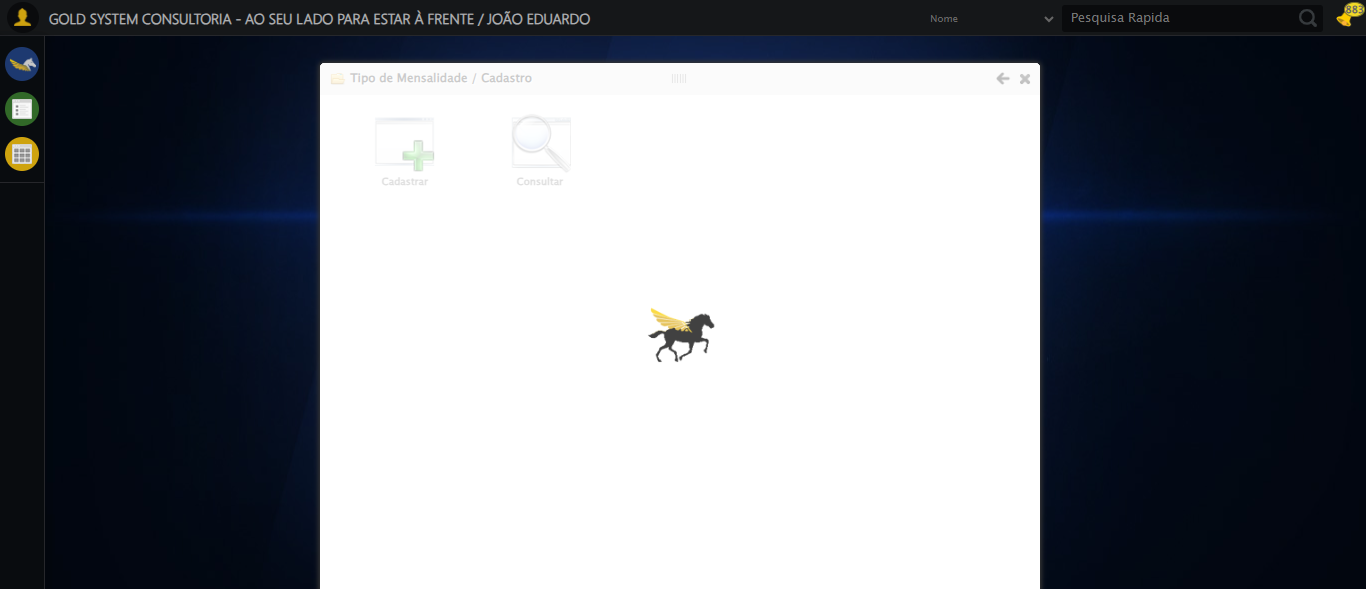 GOLD SYSTEM CONSULTORIA - AO SEU LADO PARA ESTAR À FRENTE / JOÃO EDUARDO
Nome
Pesquisa Rapida
883
Tipo de Mensalidade / Cadastro
Cadastrar
Consultar